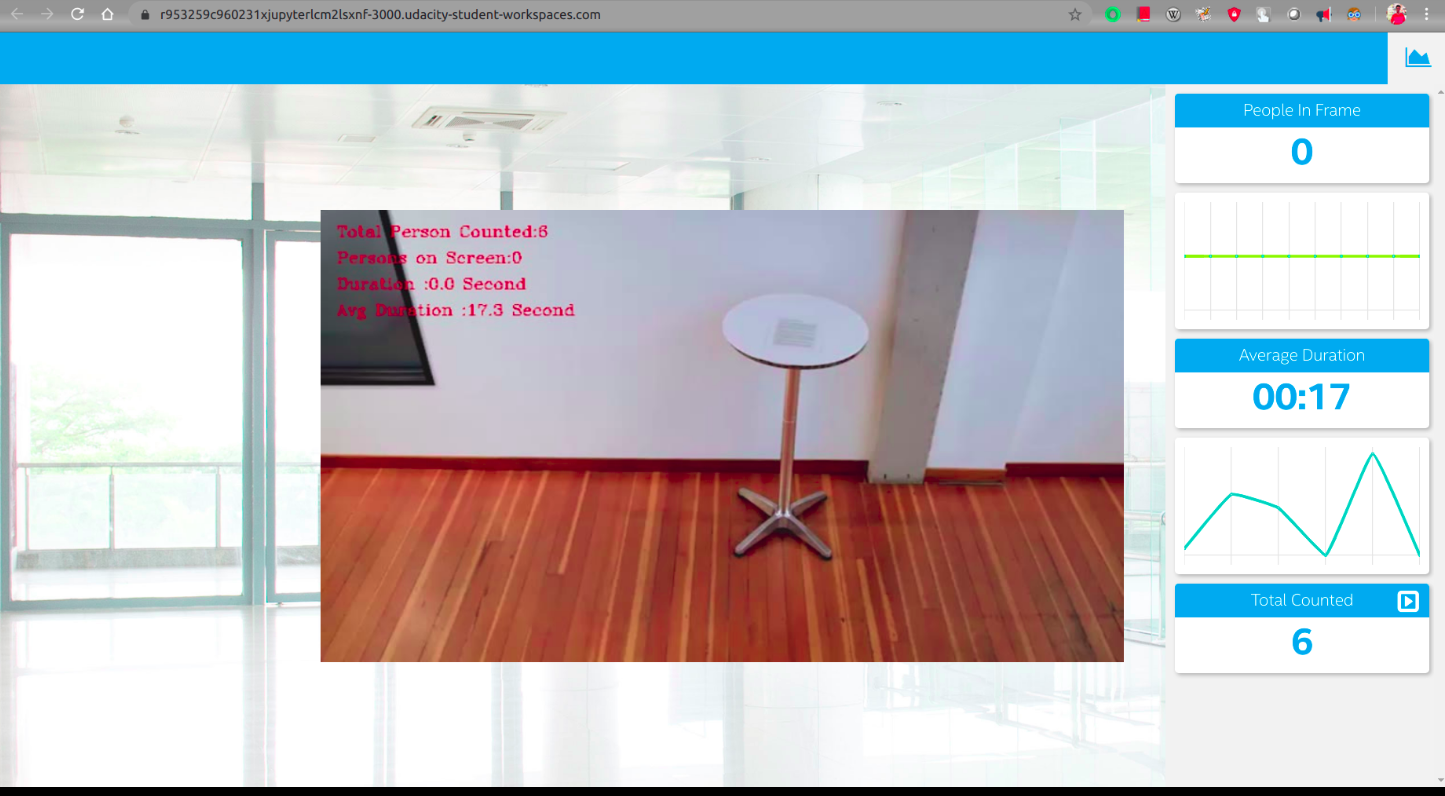 r953259c960231xjupyterlcm2lsxnf-3000.udacity-student-workspaces.com
Total Person Counted:6
Persons on Screen:0
Duration :0.0 Second
Avg Duration :17.3 Second
People In Frame
0
Average Duration
00:17
Total Counted
6